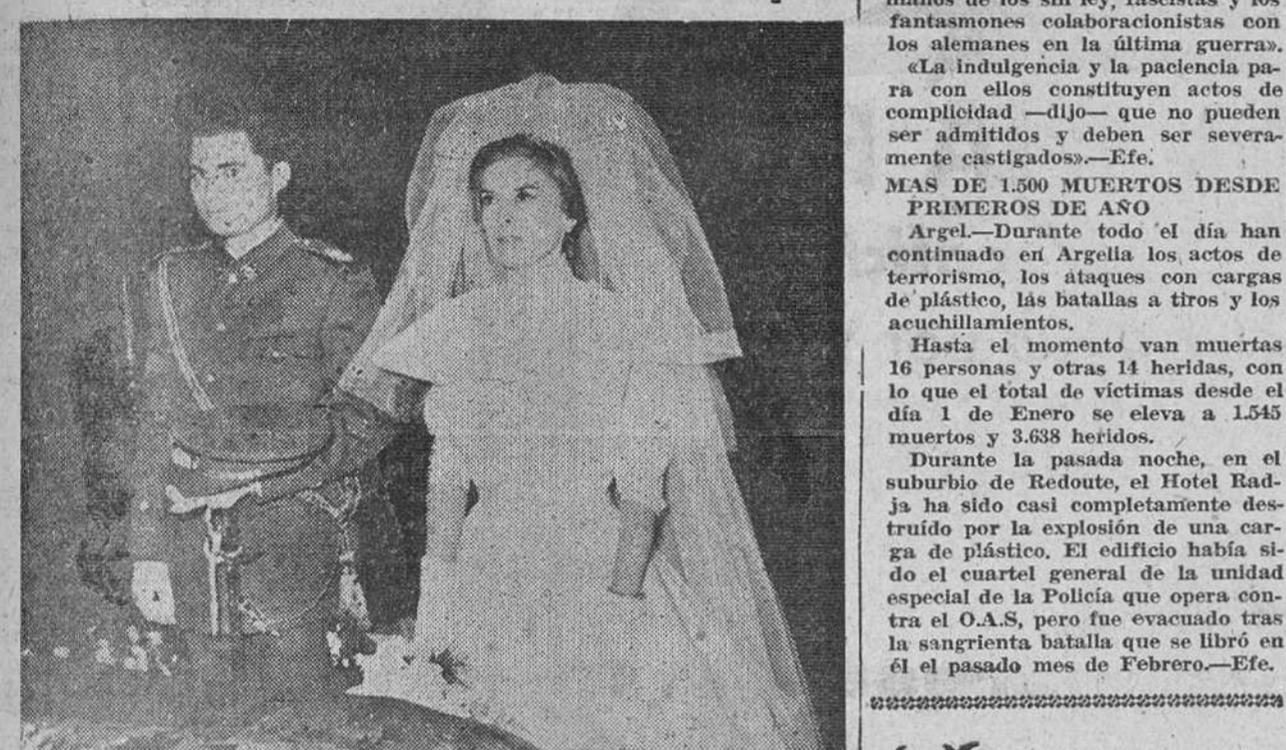 manos de los sin ley, fascistas y los
fantasmones colaboracionistas con
los alemanes en la última guerra».
«La indulgencia y la paciencia pa-
ra con ellos constituyen actos de
complicidad —dijo— que no pueden
ser admitidos y deben ser severa-
mente castigados».—Efe.
MAS DE 1.500 MUERTOS DESDE
PRIMEROS DE AÑO
Argel.—Durante todo el día han
continuado en Argelia los actos de
terrorismo, los ataques con cargas
de plástico, las batallas a tiros y los
acuchillamientos.
Hasta el momento van muertas
16 personas y otras 14 heridas, con
lo que el total de víctimas desde el
día 1 de Enero se eleva a 1.545
muertos y 3.638 heridos.
Durante la pasada noche, en el
suburbio de Redoute, el Hotel Rad-
ja ha sido casi completamente des-
truído por la explosión de una car-
ga de plástico. El edificio había si-
do el cuartel general de la unidad
especial de la Policía que opera con-
tra el O.A.S, pero fue evacuado tras
la sangrienta batalla que se libró en
él el pasado mes de Febrero.—Efe.